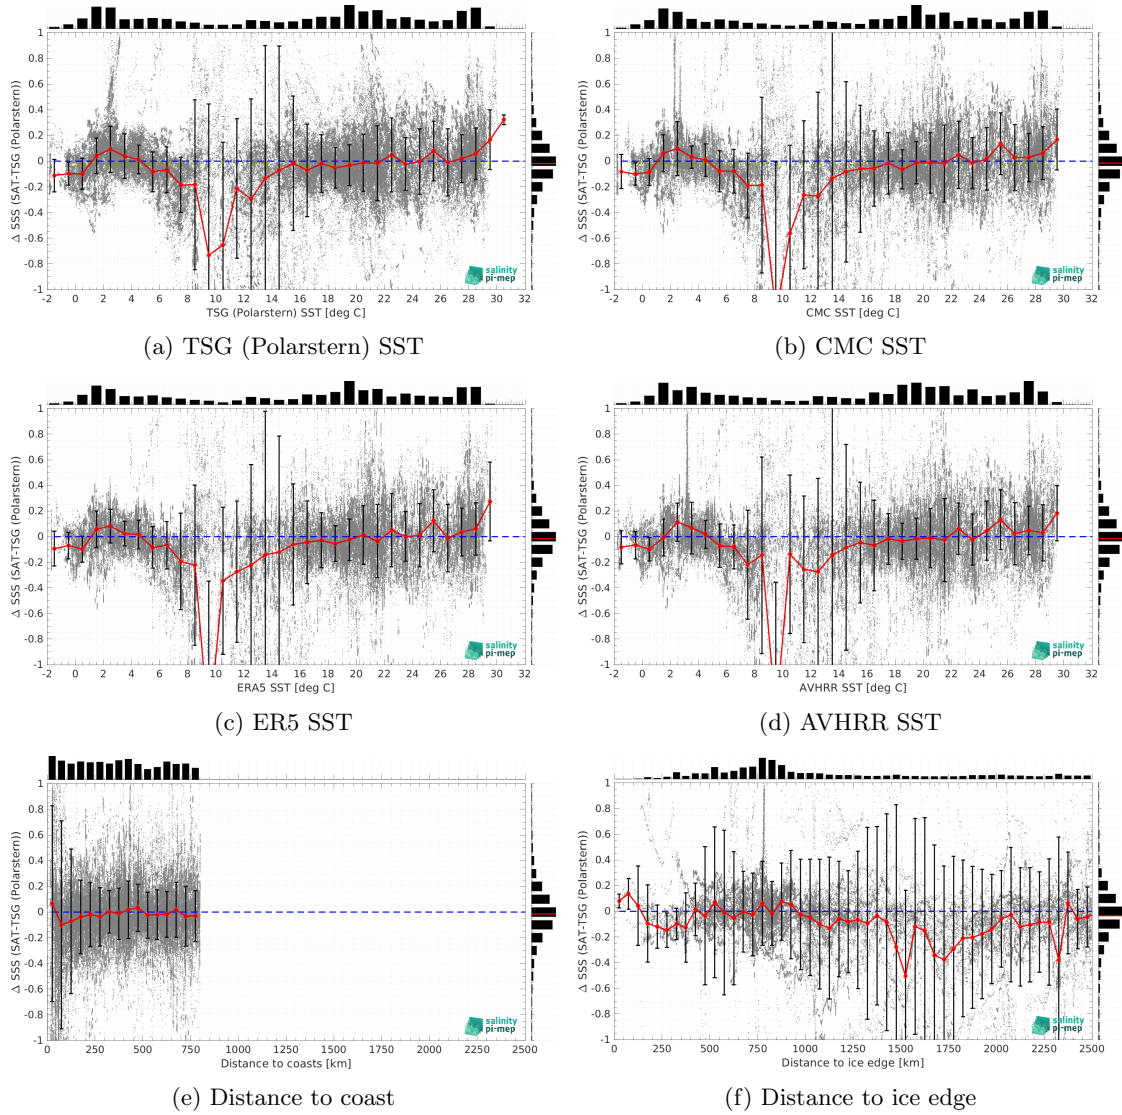 1
0.8
0.6
0.4
0.2
0
-0.2
-0.4
-0.6
-0.8
-1
Δ SSS (SAT-TSG (Polarstern))
salinity
pi-mep
-2 0 2 4 6 8 10 12 14 16 18 20 22 24 26 28 30 32
TSG (Polarstern) SST [deg C]
(a) TSG (Polarstern) SST
1
0.8
0.6
0.4
0.2
0
-0.2
-0.4
-0.6
-0.8
-1
Δ SSS (SAT-TSG (Polarstern))
salinity
pi-mep
-2 0 2 4 6 8 10 12 14 16 18 20 22 24 26 28 30 32
CMC SST [deg C]
(b) CMC SST
1
0.8
0.6
0.4
0.2
0
-0.2
-0.4
-0.6
-0.8
-1
Δ SSS (SAT-TSG (Polarstern))
salinity
pi-mep
-2 0 2 4 6 8 10 12 14 16 18 20 22 24 26 28 30 32
ERA5 SST [deg C]
(c) ER5 SST
1
0.8
0.6
0.4
0.2
0
-0.2
-0.4
-0.6
-0.8
-1
Δ SSS (SAT-TSG (Polarstern))
salinity
pi-mep
-2 0 2 4 6 8 10 12 14 16 18 20 22 24 26 28 30 32
AVHRR SST [deg C]
(d) AVHRR SST
1
0.8
0.6
0.4
0.2
0
-0.2
-0.4
-0.6
-0.8
-1
Δ SSS (SAT-TSG (Polarstern))
salinity
pi-mep
0 250 500 750 1000 1250 1500 1750 2000 2250 2500
Distance to coasts [km]
(e) Distance to coast
1
0.8
0.6
0.4
0.2
0
-0.2
-0.4
-0.6
-0.8
-1
Δ SSS (SAT-TSG (Polarstern))
salinity
pi-mep
0 250 500 750 1000 1250 1500 1750 2000 2250 2500
Distance to ice edge [km]
(f) Distance to ice edge